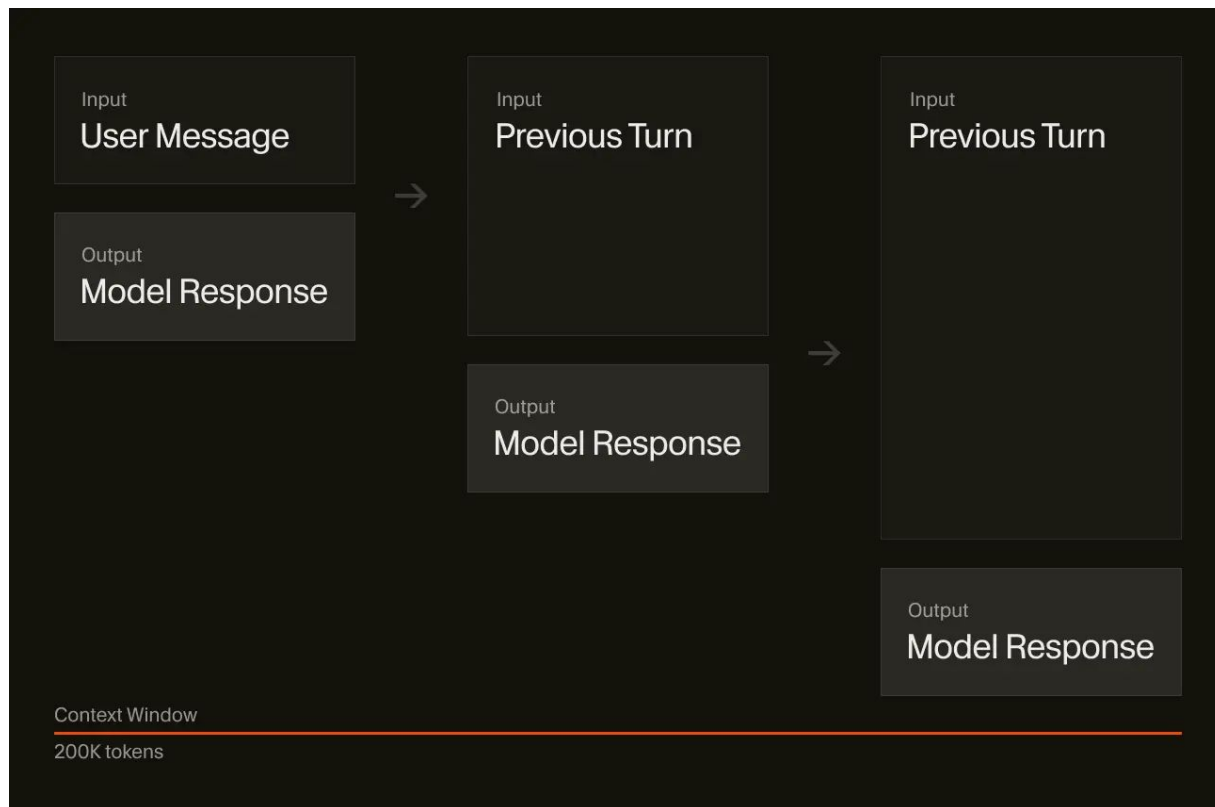 Input
User Message
Output
Model Response
Input
Previous Turn
Output
Model Response
Input
Previous Turn
Output
Model Response
Context Window
200K tokens